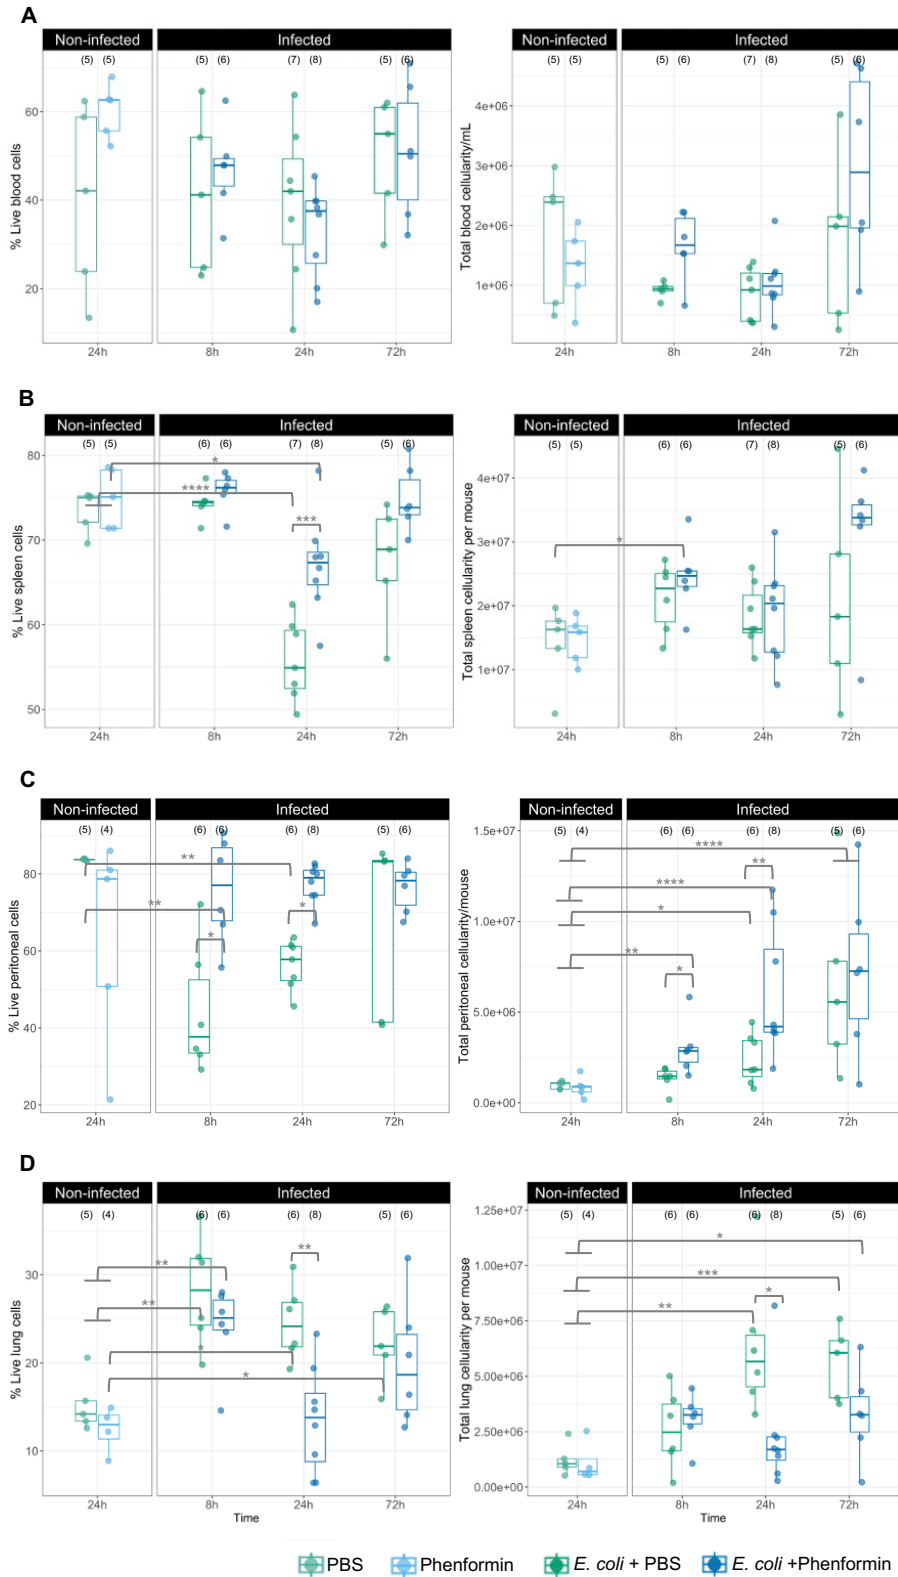 A
Non-infected Infected Non-infected Infected
(5) (5) (5) (6) (7) (8) (5) (6) (5) (5) (5) (6) (7) (8) (5) (6)
% Live blood cells
60
40
20
24h 8h 24h 72h
Total blood cellularity/mL
4e+06
3e+06
2e+06
1e+06
24h 8h 24h 72h
B
Non-infected Infected Non-infected Infected
(5) (5) (6) (6) (7) (8) (5) (6) (5) (5) (6) (6) (7) (8) (5) (6)
% Live spleen cells
80
70
60
50
*
****
***
24h 8h 24h 72h
Total spleen cellularity per mouse
4e+07
3e+07
2e+07
1e+07
*
24h 8h 24h 72h
C
Non-infected Infected Non-infected Infected
(5) (4) (6) (6) (6) (8) (5) (6) (5) (4) (6) (6) (6) (8) (5) (6)
% Live peritoneal cells
80
60
40
20
**
**
*
*
24h 8h 24h 72h
Total peritoneal cellularity/mouse
1.5e+07
1.0e+07
5.0e+06
0.0e+00
****
**
****
*
**
*
24h 8h 24h 72h
D
Non-infected Infected Non-infected Infected
(5) (4) (6) (6) (6) (8) (5) (6) (5) (4) (6) (6) (6) (8) (5) (6)
% Live lung cells
30
20
10
**
**
**
*
*
24h 8h 24h 72h
Time
Total lung cellularity per mouse
1.25e+07
1.00e+07
7.50e+06
5.00e+06
2.50e+06
0.00e+00
*
***
**
*
24h 8h 24h 72h
Time
PBS Phenformin E. coli + PBS E. coli +Phenformin